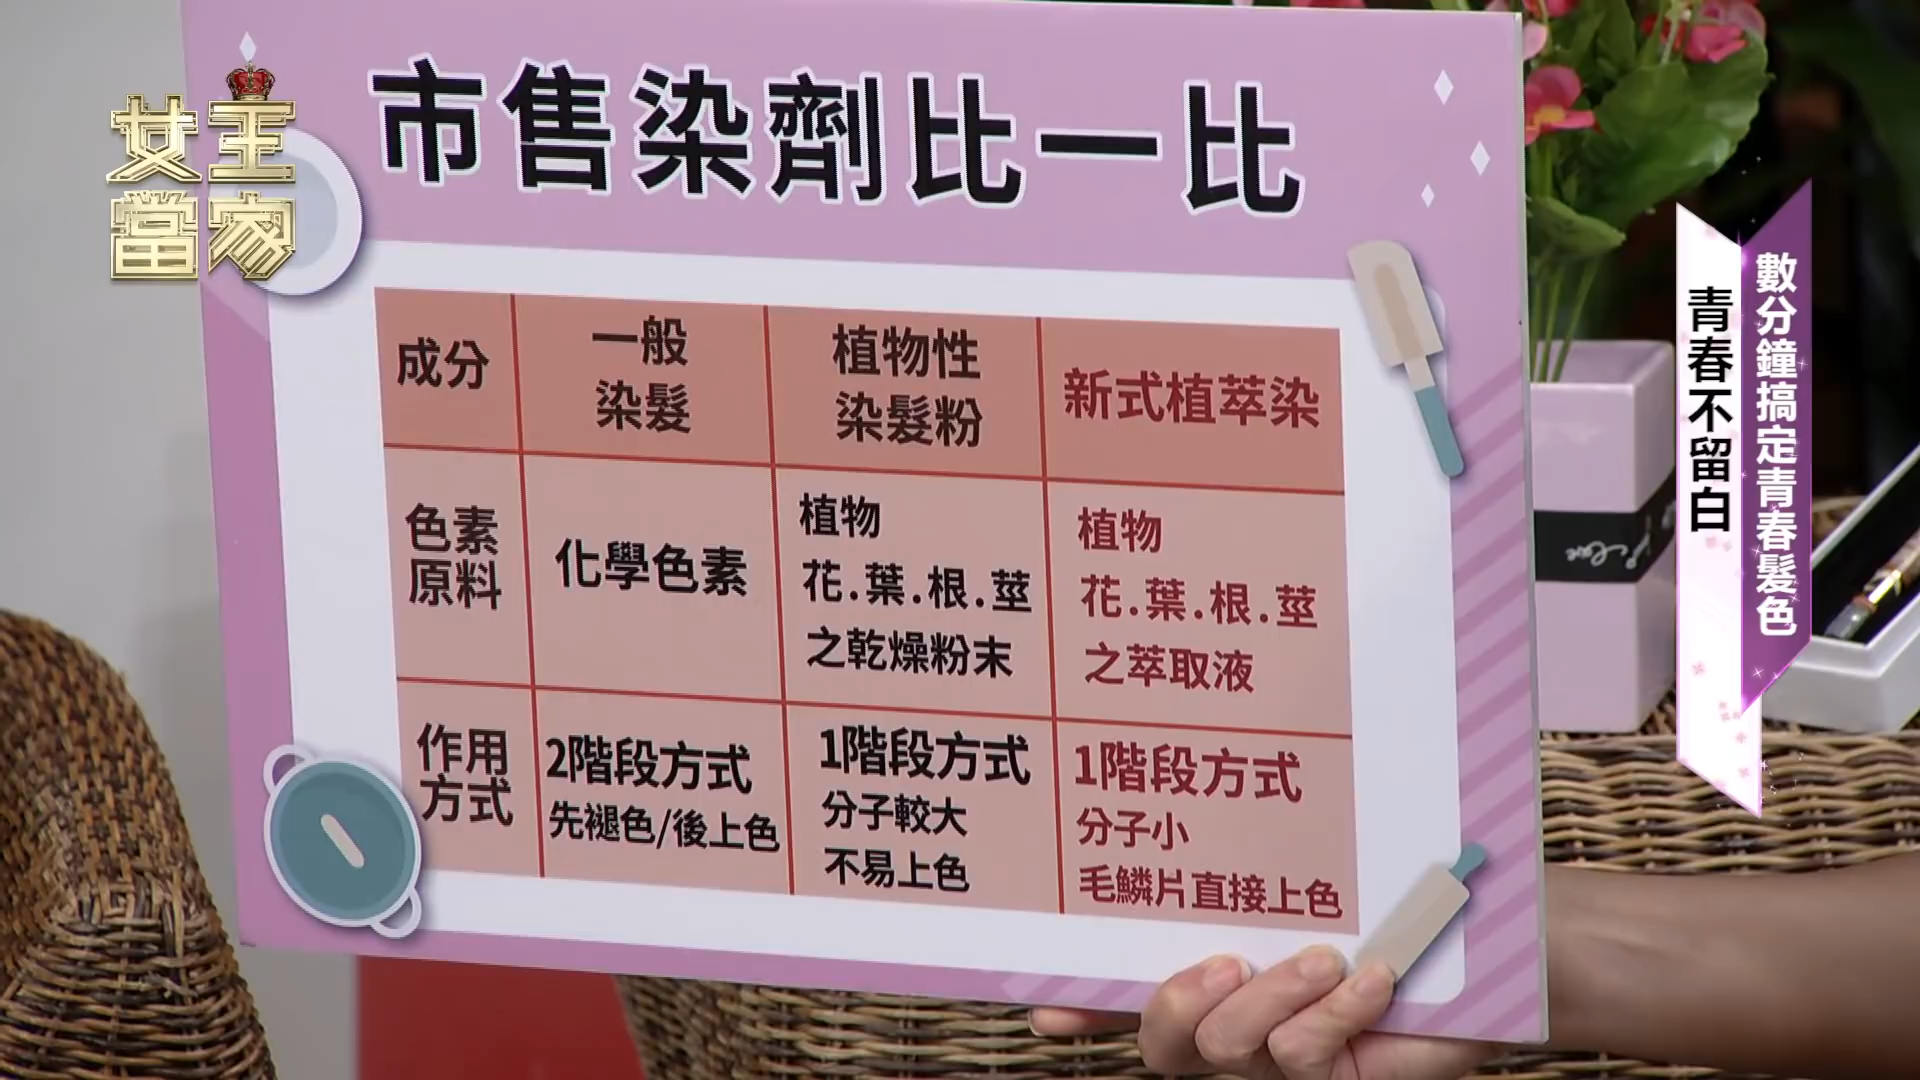 女王
當家
市售染劑比一比
成分
一般
染髮
植物性
染髮粉
新式植萃染
色素
原料
化學色素
植物
花.葉.根.莖
之乾燥粉末
植物
花.葉.根.莖
之萃取液
作用
方式
2階段方式
先褪色/後上色
1階段方式
分子較大
不易上色
1階段方式
分子小
毛鱗片直接上色
數分鐘搞定青春髮色
青春不留白